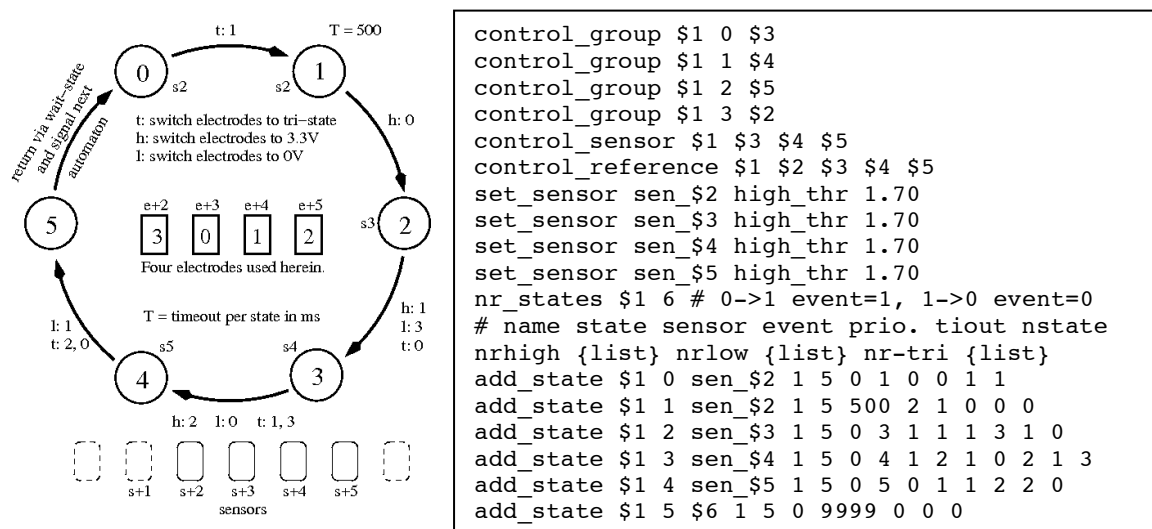 t: 1
T = 500
0
s2
s2
1
return via wait-state
and signal next
automaton
t: switch electrodes to tri-state
h: switch electrodes to 3.3V
l: switch electrodes to 0V
h: 0
5
e+2 e+3 e+4 e+5
3 0 1 2
Four electrodes used herein.
s3
2
T = timeout per state in ms
l: 1
t: 2, 0
h: 1
l: 3
t: 0
s5
s4
4
3
h: 2 l: 0 t: 1, 3
s+1 s+2 s+3 s+4 s+5
sensors
control_group $1 0 $3
control_group $1 1 $4
control_group $1 2 $5
control_group $1 3 $2
control_sensor $1 $3 $4 $5
control_reference $1 $2 $3 $4 $5
set_sensor sen_$2 high_thr 1.70
set_sensor sen_$3 high_thr 1.70
set_sensor sen_$4 high_thr 1.70
set_sensor sen_$5 high_thr 1.70
nr_states $1 6 # 0->1 event=1, 1->0 event=0
# name state sensor event prio. tiout nstate
nrhigh {list} nrlow {list} nr-tri {list}
add_state $1 0 sen_$2 1 5 0 1 0 0 1 1
add_state $1 1 sen_$2 1 5 500 2 1 0 0 0
add_state $1 2 sen_$3 1 5 0 3 1 1 1 3 1 0
add_state $1 3 sen_$4 1 5 0 4 1 2 1 0 2 1 3
add_state $1 4 sen_$5 1 5 0 5 0 1 1 2 2 0
add_state $1 5 $6 1 5 0 9999 0 0 0